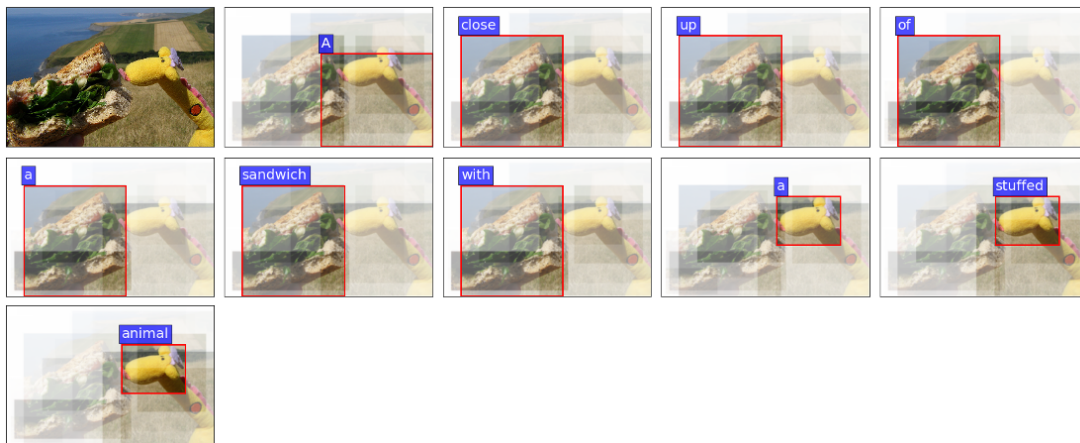 A
close
up
of
a
sandwich
with
a
stuffed
animal